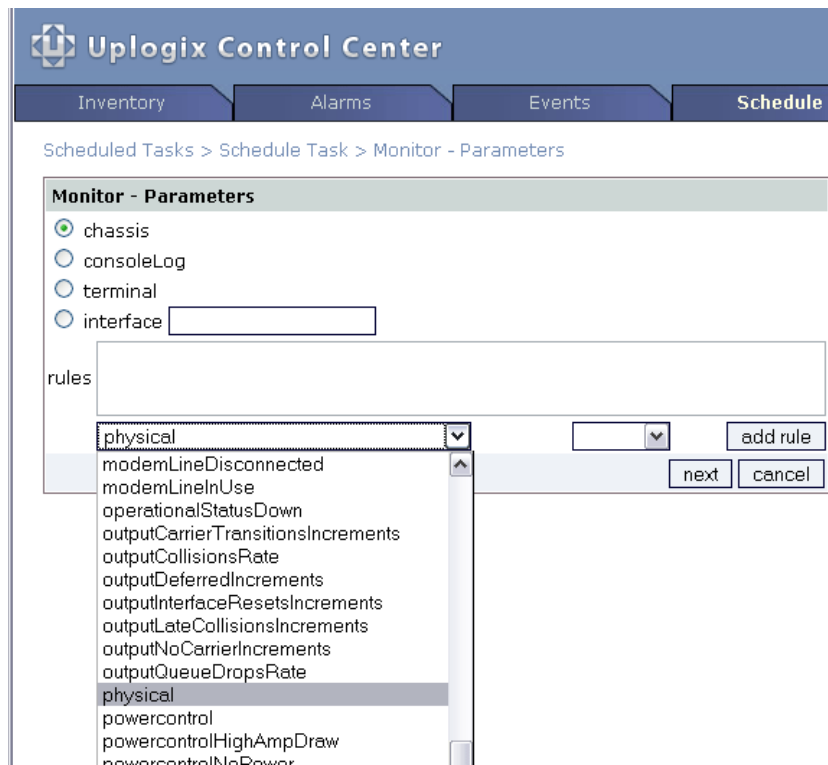 Uplogix Control Center
Inventory Alarms Events Schedule
Scheduled Tasks > Schedule Task > Monitor - Parameters
Monitor - Parameters
chassis
consoleLog
terminal
interface
rules
physical add rule
next cancel
modemLineDisconnected
modemLineInUse
operationalStatusDown
outputCarrierTransitionsIncrements
outputCollisionsRate
outputDeferredIncrements
outputInterfaceResetsIncrements
outputLateCollisionsIncrements
outputNoCarrierIncrements
outputQueueDropsRate
physical
powercontrol
powercontrolHighAmpDraw
powercontrolNoPower